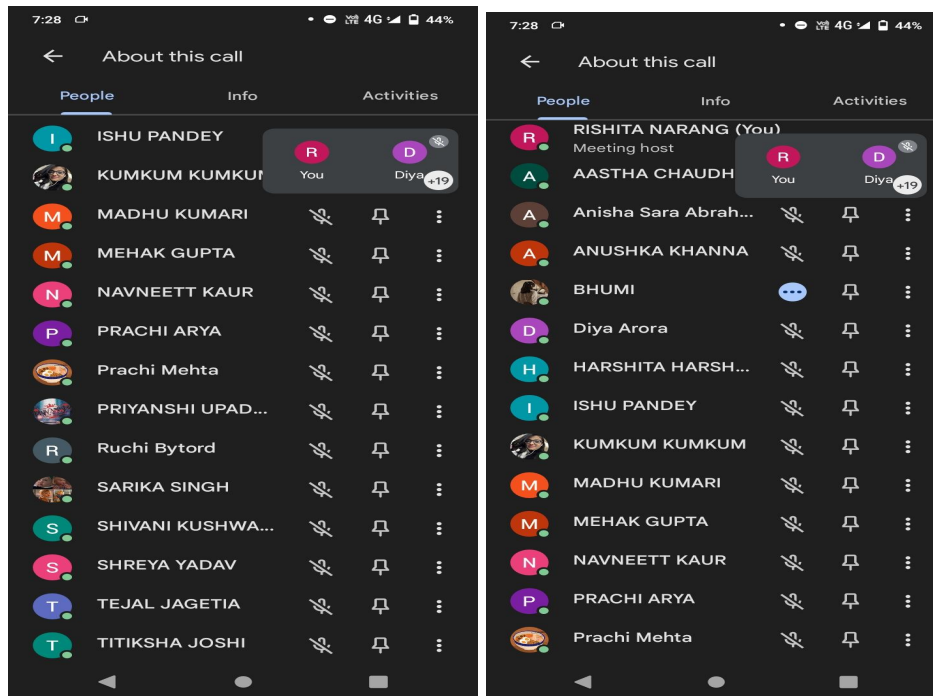 7:28 VoLTE 4G 44%
About this call
People Info Activities
I ISHU PANDEY
KUMKUM KUMKUM
R D
You Diya +19
M MADHU KUMARI
M MEHAK GUPTA
N NAVNEETT KAUR
P PRACHI ARYA
Prachi Mehta
PRIYANSHI UPAD...
R Ruchi Bytord
SARIKA SINGH
S SHIVANI KUSHWA...
S SHREYA YADAV
T TEJAL JAGETIA
T TITIKSHA JOSHI
7:28 VoLTE 4G 44%
About this call
People Info Activities
R RISHITA NARANG (You)
Meeting host
R D
You Diya +19
A AASTHA CHAUDH
A Anisha Sara Abrah...
A ANUSHKA KHANNA
BHUMI
D Diya Arora
H HARSHITA HARSH...
I ISHU PANDEY
KUMKUM KUMKUM
M MADHU KUMARI
M MEHAK GUPTA
N NAVNEETT KAUR
P PRACHI ARYA
Prachi Mehta